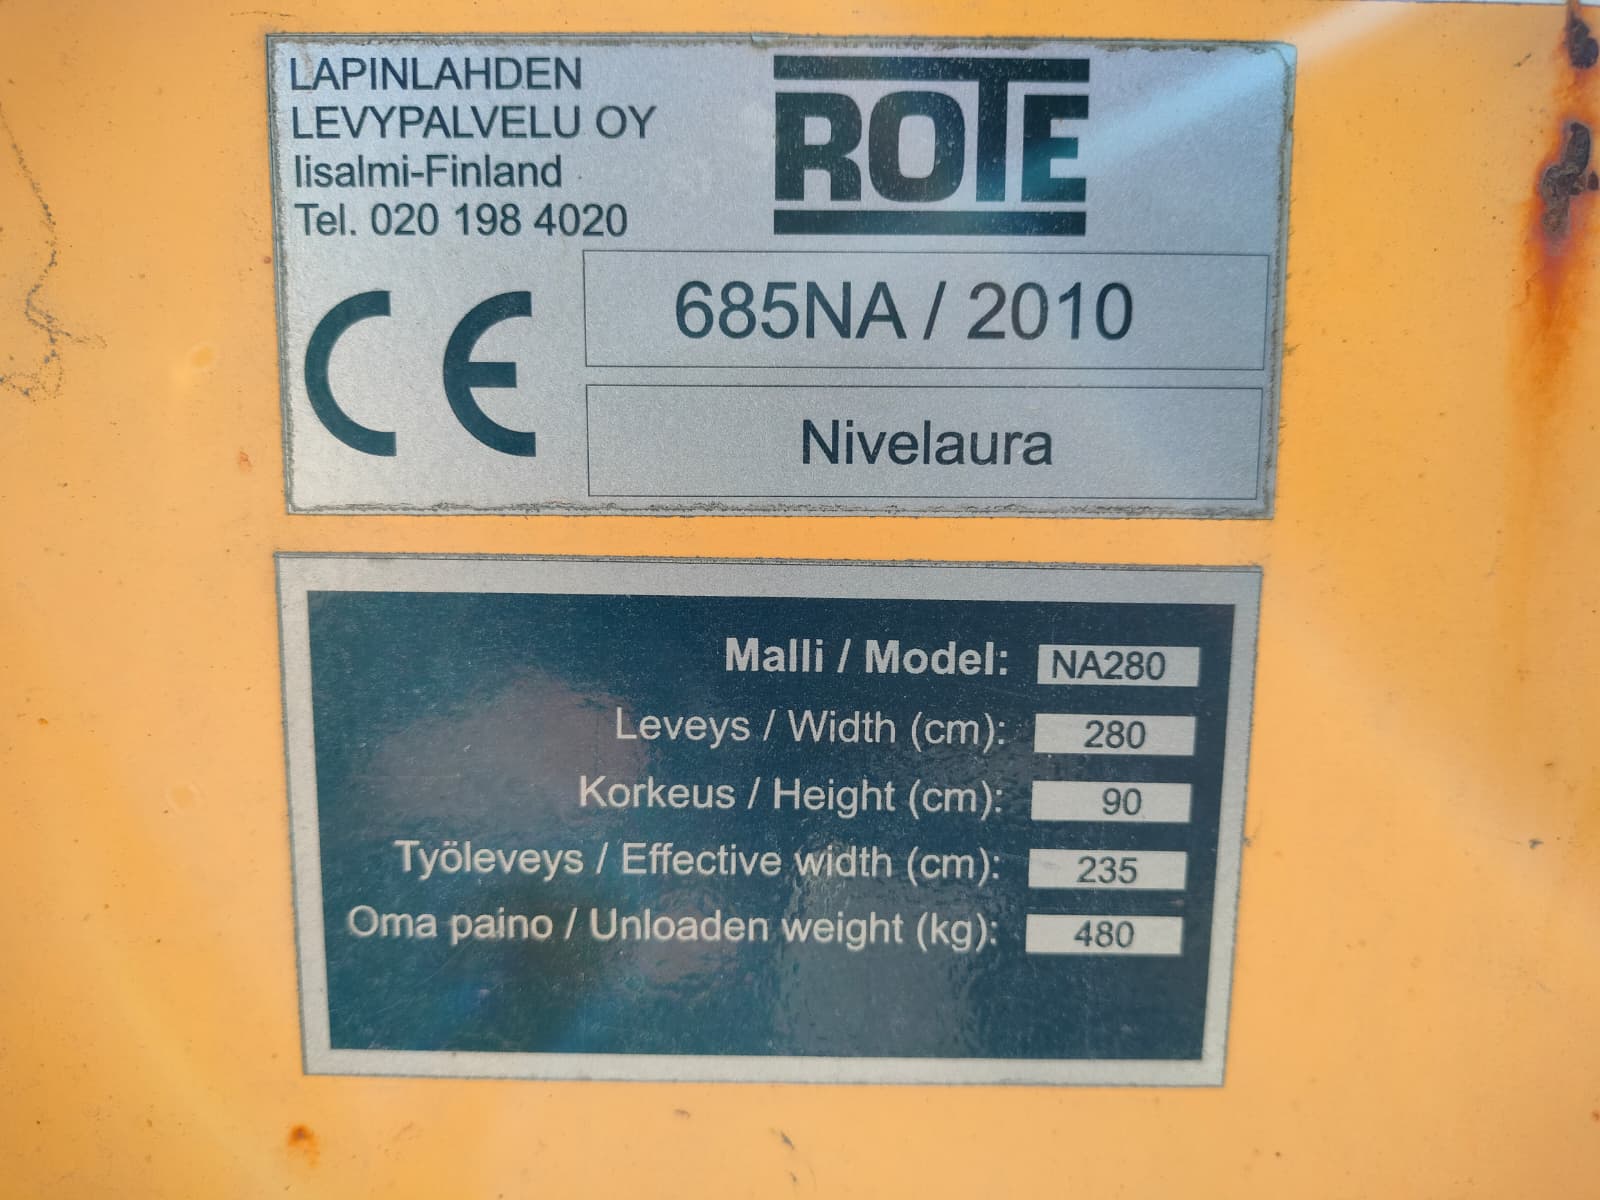 LAPINLAHDEN
LEVYPALVELU OY
Iisalmi-Finland
Tel. 020 198 4020
ROTE
CE
685NA / 2010
Nivelaura
Malli / Model: NA280
Leveys / Width (cm): 280
Korkeus / Height (cm): 90
Työleveys / Effective width (cm): 235
Oma paino / Unloaden weight (kg): 480